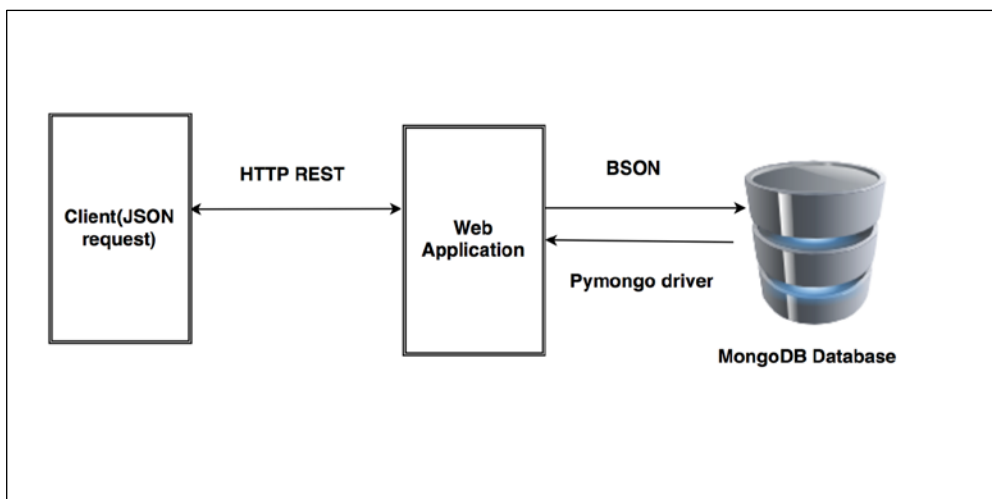 Client(JSON
request)
HTTP REST
Web
Application
BSON
Pymongo driver
MongoDB Database